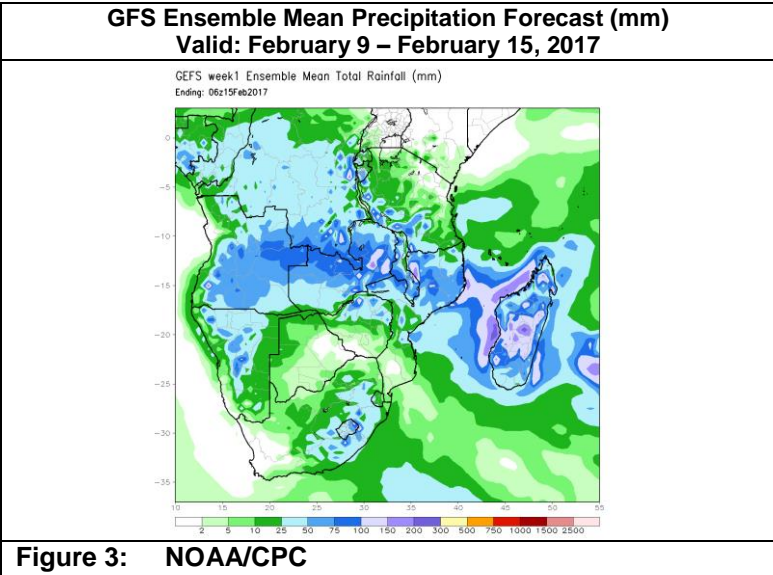 GFS Ensemble Mean Precipitation Forecast (mm)
Valid: February 9 – February 15, 2017
GEFS week1 Ensemble Mean Total Rainfall (mm)
Ending: 06z15Feb2017
0
-5
-10
-15
-20
-25
-30
-35
10 15 20 25 30 35 40 45 50 55
2 5 10 25 50 75 100 150 200 300 500 750 1000 1500 2500
Figure 3: NOAA/CPC